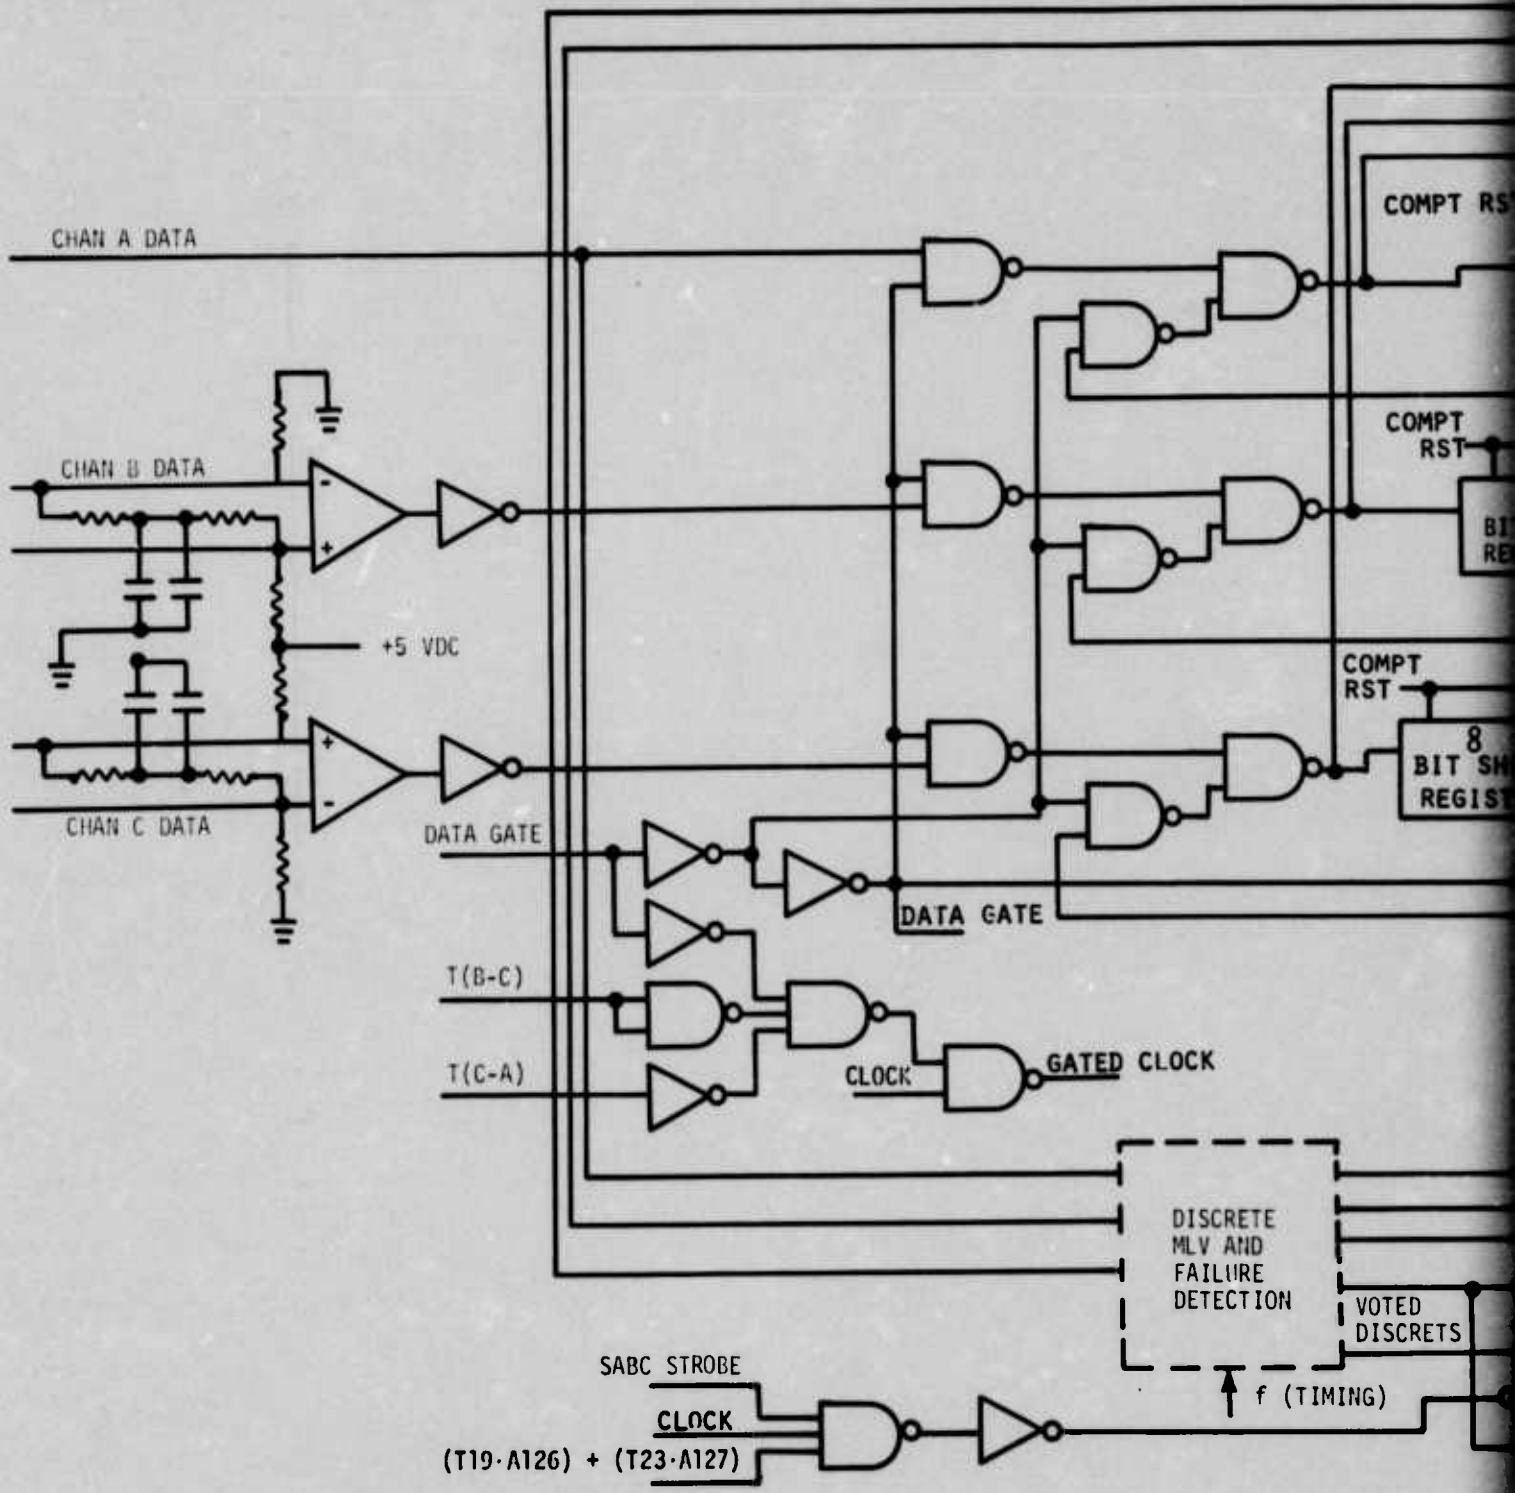 COMPT RS
CHAN A DATA
COMPT
RST
CHAN B DATA
-
+
BI
RE
+5 VDC
COMPT
RST
+
-
8
BIT SH
REGIST
CHAN C DATA
DATA GATE
DATA GATE
T(B-C)
T(C-A)
CLOCK
GATED CLOCK
DISCRETE
MLV AND
FAILURE
DETECTION
VOTED
DISCRETS
SABC STROBE
f (TIMING)
CLOCK
(T19·A126) + (T23·A127)